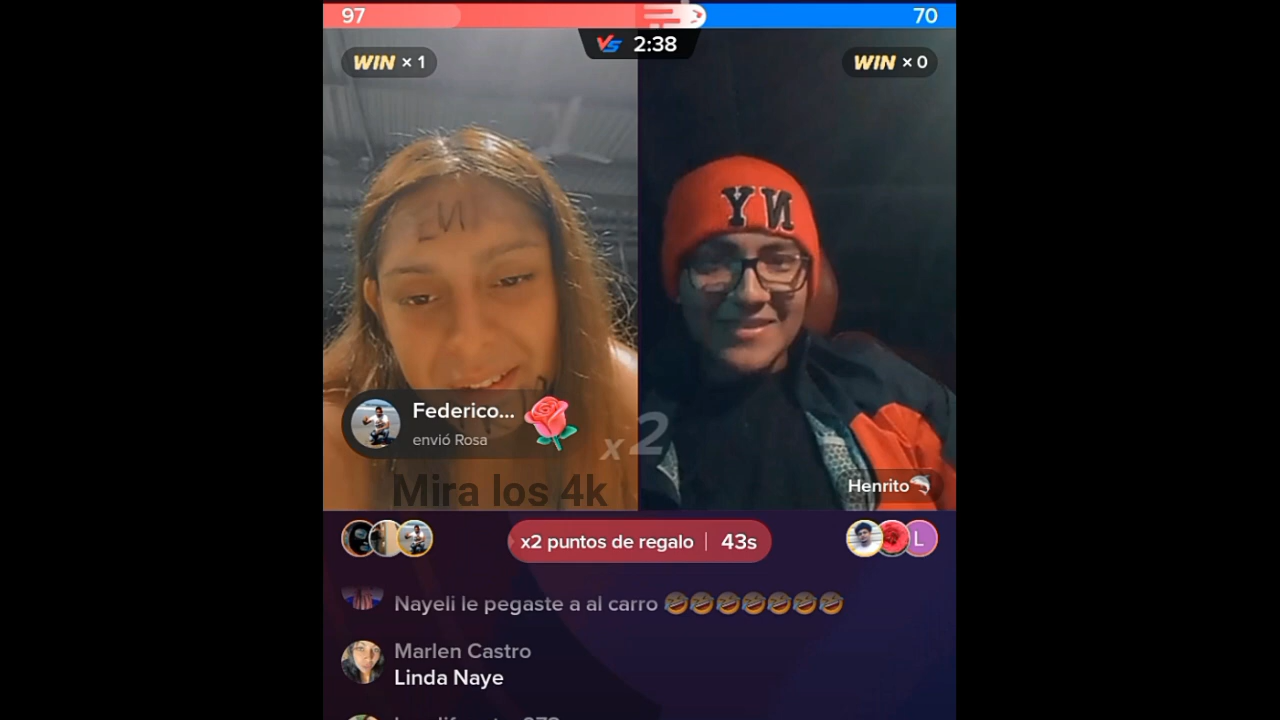 97
70
VS 2:38
WIN × 1
WIN × 0
YN
Federico...
envió Rosa
x2
Mira los 4k
Henrito
x2 puntos de regalo | 43s
L
Nayeli le pegaste a al carro 🤣🤣🤣🤣🤣🤣🤣
Marlen Castro
Linda Naye